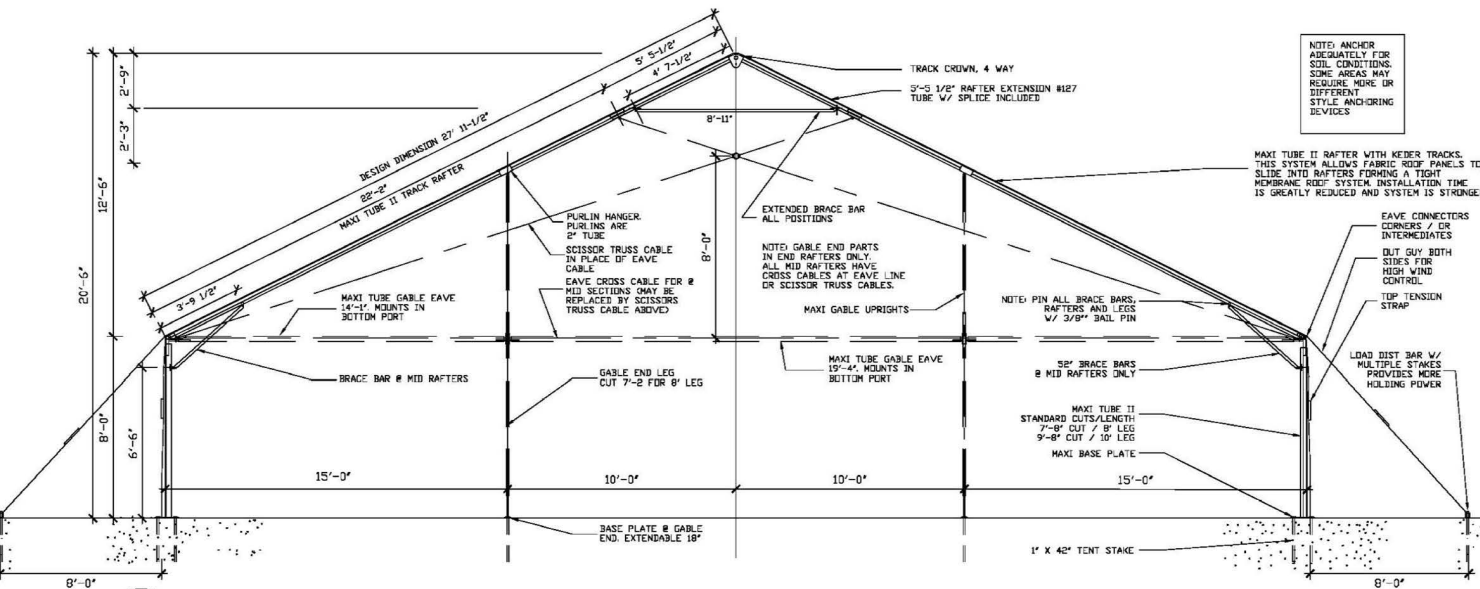 5' 5-1/2"
4' 7-1/2"
DESIGN DIMENSION 27' 11-1/2"
22'-2"
MAXI TUBE II TRACK RAFTER
3'-9 1/2"
2'-9"
2'-3"
12'-6"
20'-6"
8'-0"
6'-6"
TRACK CROWN, 4 WAY
5'-5 1/2" RAFTER EXTENSION #127
TUBE W/ SPLICE INCLUDED
8'-11"
NOTE: ANCHOR
ADEQUATELY FOR
SOIL CONDITIONS.
SOME AREAS MAY
REQUIRE MORE OR
DIFFERENT
STYLE ANCHORING
DEVICES
MAXI TUBE II RAFTER WITH KEDER TRACKS.
THIS SYSTEM ALLOWS FABRIC ROOF PANELS TO
SLIDE INTO RAFTERS FORMING A TIGHT
MEMBRANE ROOF SYSTEM. INSTALLATION TIME
IS GREATLY REDUCED AND SYSTEM IS STRONGE
PURLIN HANGER.
PURLINS ARE
2" TUBE
SCISSOR TRUSS CABLE
IN PLACE OF EAVE
CABLE
EAVE CROSS CABLE FOR @
MID SECTIONS (MAY BE
REPLACED BY SCISSORS
TRUSS CABLE ABOVE)
8'-0"
EXTENDED BRACE BAR
ALL POSITIONS
NOTE: GABLE END PARTS
IN END RAFTERS ONLY.
ALL MID RAFTERS HAVE
CROSS CABLES AT EAVE LINE
OR SCISSOR TRUSS CABLES.
MAXI GABLE UPRIGHTS
NOTE: PIN ALL BRACE BARS,
RAFTERS AND LEGS
W/ 3/8" BAIL PIN
EAVE CONNECTORS
CORNERS / OR
INTERMEDIATES
OUT GUY BOTH
SIDES FOR
HIGH WIND
CONTROL
TOP TENSION
STRAP
LOAD DIST BAR W/
MULTIPLE STAKES
PROVIDES MORE
HOLDING POWER
MAXI TUBE GABLE EAVE
14'-1". MOUNTS IN
BOTTOM PORT
BRACE BAR @ MID RAFTERS
GABLE END LEG
CUT 7'-2 FOR 8' LEG
MAXI TUBE GABLE EAVE
19'-4". MOUNTS IN
BOTTOM PORT
52" BRACE BARS
@ MID RAFTERS ONLY
MAXI TUBE II
STANDARD CUTS/LENGTH
7'-8" CUT / 8' LEG
9'-8" CUT / 10' LEG
MAXI BASE PLATE
15'-0"
10'-0"
10'-0"
15'-0"
BASE PLATE @ GABLE
END. EXTENDABLE 18"
1" X 42" TENT STAKE
8'-0"
8'-0"